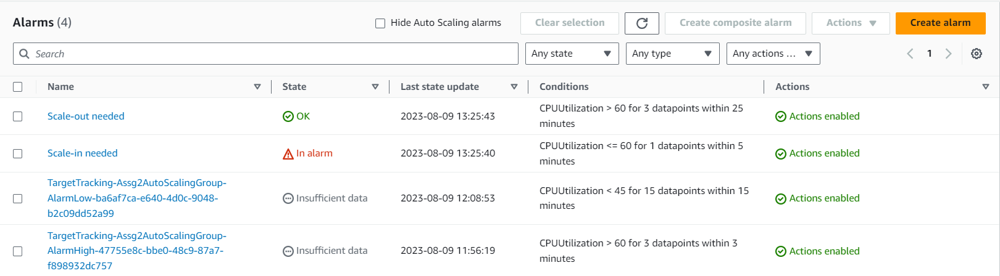 Alarms (4)
Hide Auto Scaling alarms
Clear selection
Create composite alarm
Actions
Create alarm
Search
Any state
Any type
Any actions ...
1
Name
State
Last state update
Conditions
Actions
Scale-out needed
OK
2023-08-09 13:25:43
CPUUtilization > 60 for 3 datapoints within 25
minutes
Actions enabled
Scale-in needed
In alarm
2023-08-09 13:25:40
CPUUtilization <= 60 for 1 datapoints within 5
minutes
Actions enabled
TargetTracking-Assg2AutoScalingGroup-
AlarmLow-ba6af7ca-e640-4d0c-9048-
b2c09dd52a99
Insufficient data
2023-08-09 12:08:53
CPUUtilization < 45 for 15 datapoints within 15
minutes
Actions enabled
TargetTracking-Assg2AutoScalingGroup-
AlarmHigh-47755e8c-bbe0-48c9-87a7-
f898932dc757
Insufficient data
2023-08-09 11:56:19
CPUUtilization > 60 for 3 datapoints within 3
minutes
Actions enabled